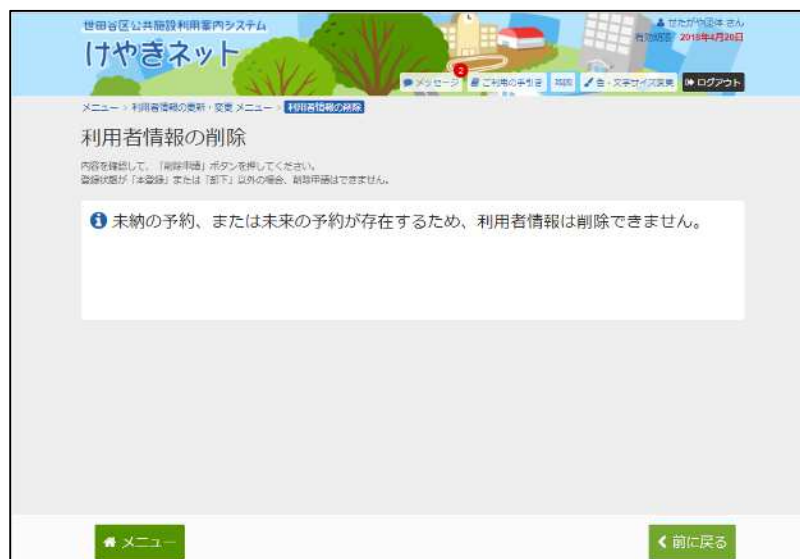 世田谷区公共施設利用案内システム
けやきネット
せたがや団体 さん
有効期限 2018年4月20日
2
メッセージ
ご利用の手引き
色・文字サイズ変更
ログアウト
メニュー > 利用者情報の更新・変更 メニュー > 利用者情報の削除
利用者情報の削除
内容を確認して、「削除申請」ボタンを押してください。
登録状態が「本登録」または「却下」以外の場合、削除申請はできません。
未納の予約、または未来の予約が存在するため、利用者情報は削除できません。
メニュー
前に戻る